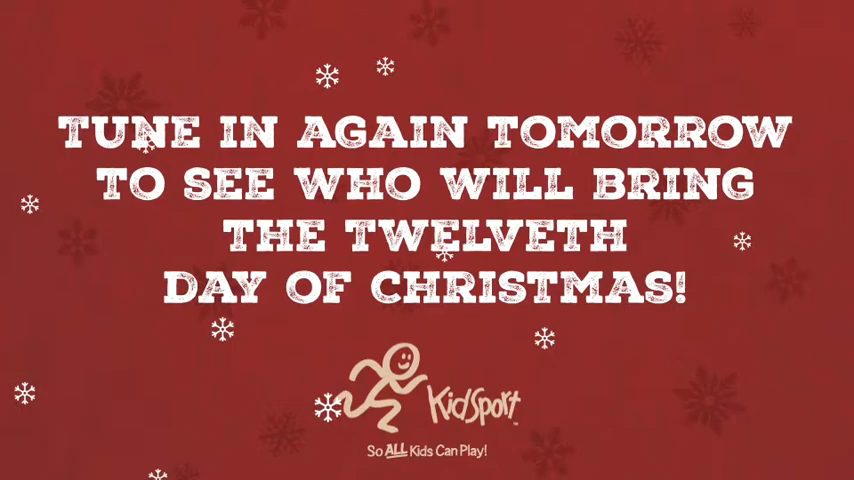 TUNE IN AGAIN TOMORROW
TO SEE WHO WILL BRING
THE TWELVETH
DAY OF CHRISTMAS!
KidSport™
So ALL Kids Can Play!